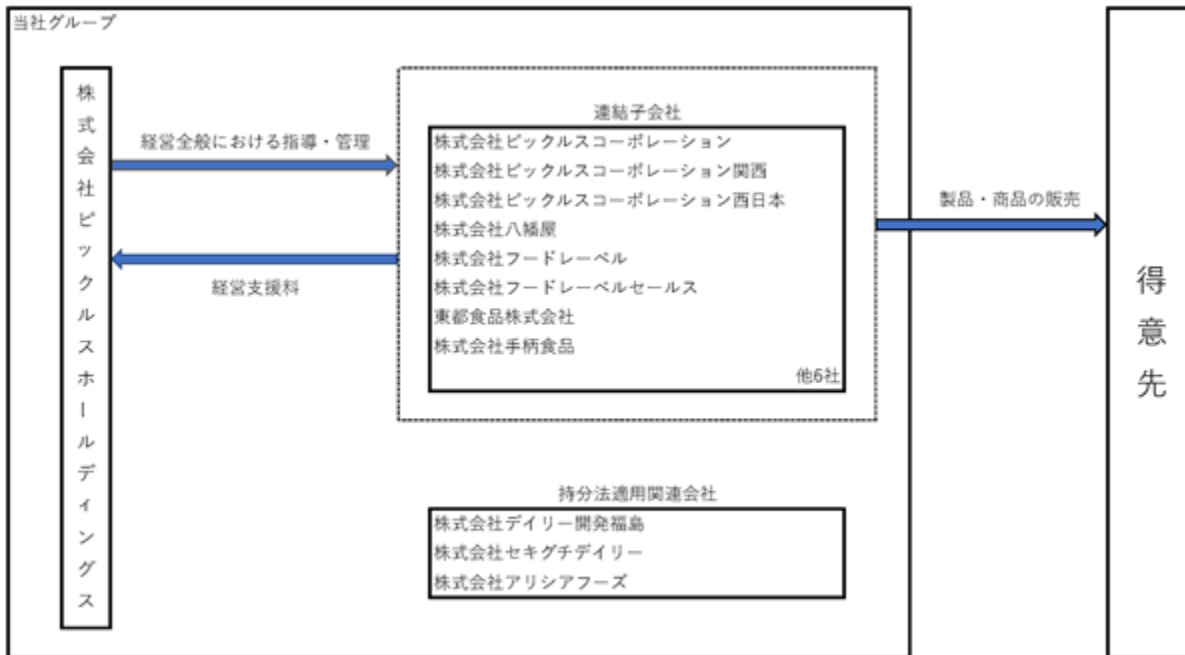 当社グループ
株式会社ピックルスホールディングス
経営全般における指導・管理
経営支援料
連結子会社
株式会社ピックルスコーポレーション
株式会社ピックルスコーポレーション関西
株式会社ピックルスコーポレーション西日本
株式会社八幡屋
株式会社フードレーベル
株式会社フードレーベルセールス
東都食品株式会社
株式会社手柄食品
他6社
持分法適用関連会社
株式会社デイリー開発福島
株式会社セキグチデイリー
株式会社アリシアフーズ
製品・商品の販売
得意先